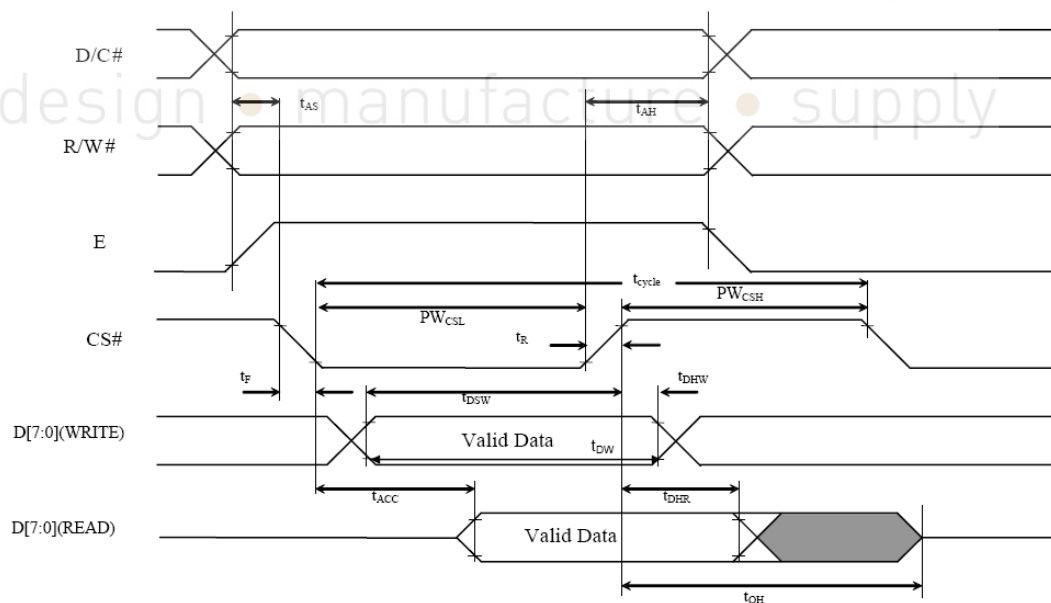 D/C#
design • manufacture • supply
tAS
tAH
R/W#
E
tcycle
PWCSL
PWCSH
CS#
tR
tF
tDSW
tDHW
D[7:0](WRITE)
Valid Data
tDW
tACC
tDHR
D[7:0](READ)
Valid Data
tOH